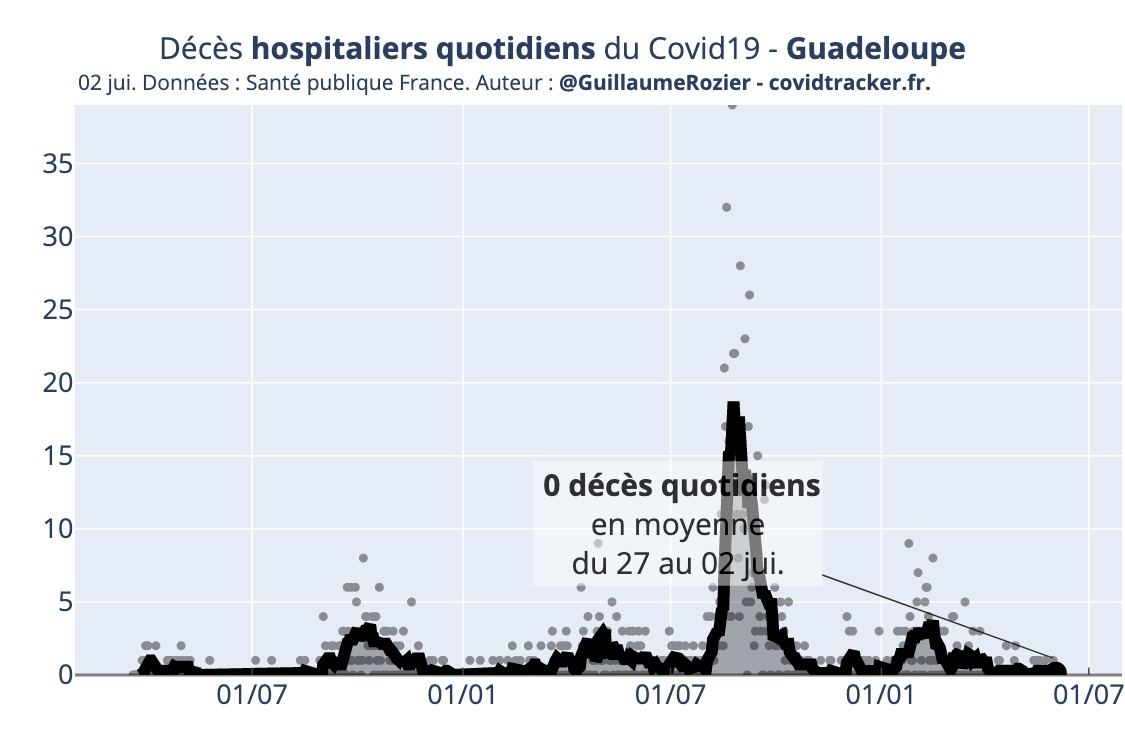 Décès hospitaliers quotidiens du Covid19 - Guadeloupe
02 jui. Données : Santé publique France. Auteur : @GuillaumeRozier - covidtracker.fr.
35
30
25
20
15
10
5
0
0 décès quotidiens
en moyenne
du 27 au 02 jui.
01/07 01/01 01/07 01/01 01/07